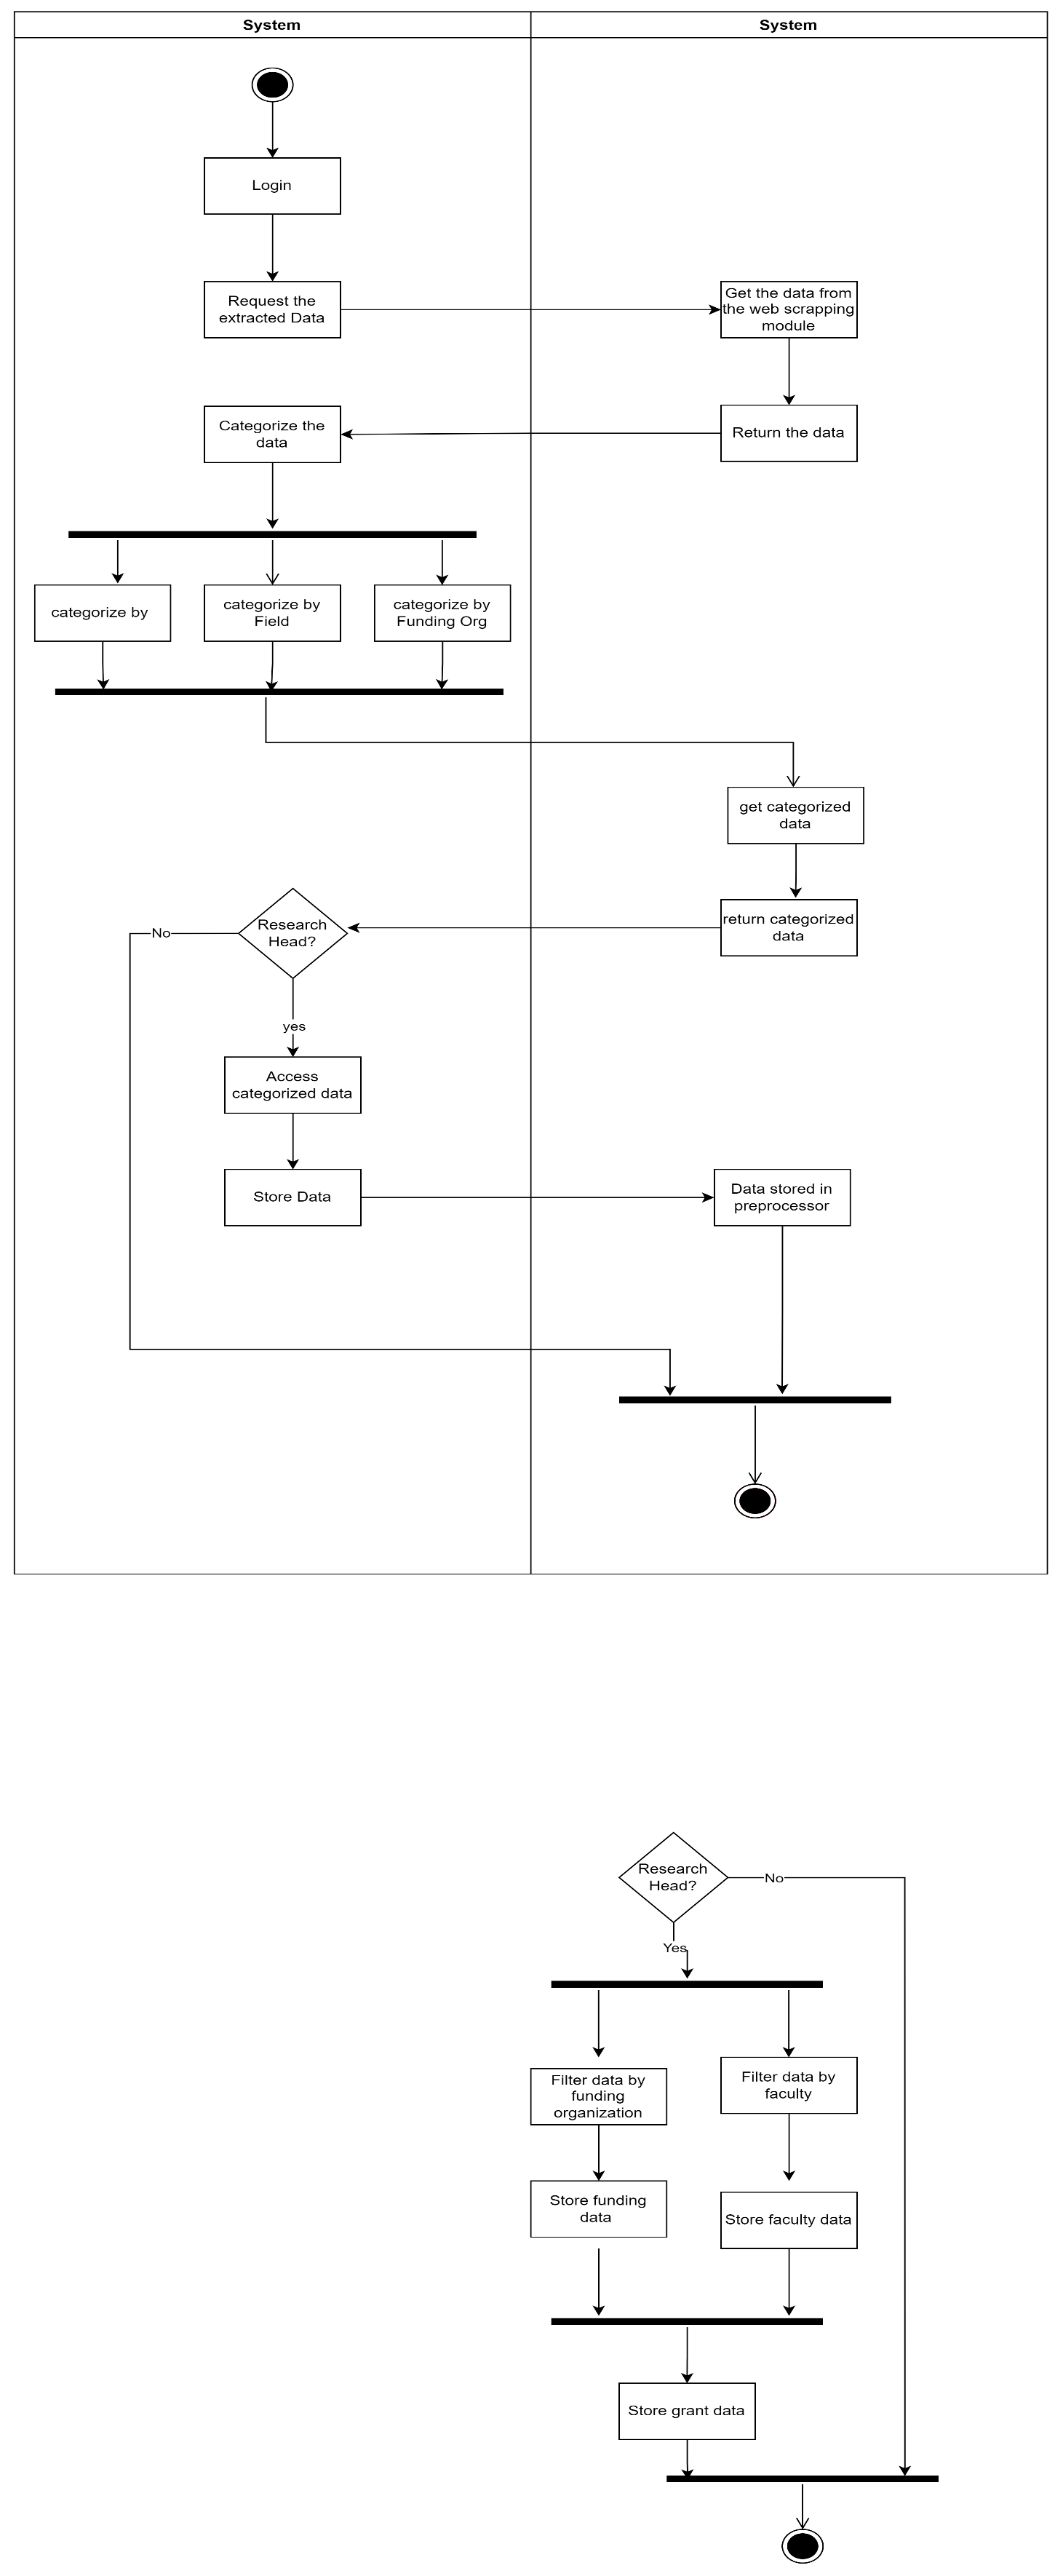 System
System
Login
Request the
extracted Data
Get the data from
the web scrapping
module
Categorize the
data
Return the data
categorize by
categorize by
Field
categorize by
Funding Org
get categorized
data
Research
Head?
No
return categorized
data
yes
Access
categorized data
Store Data
Data stored in
preprocessor
Research
Head?
No
Yes
Filter data by
funding
organization
Filter data by
faculty
Store funding
data
Store faculty data
Store grant data